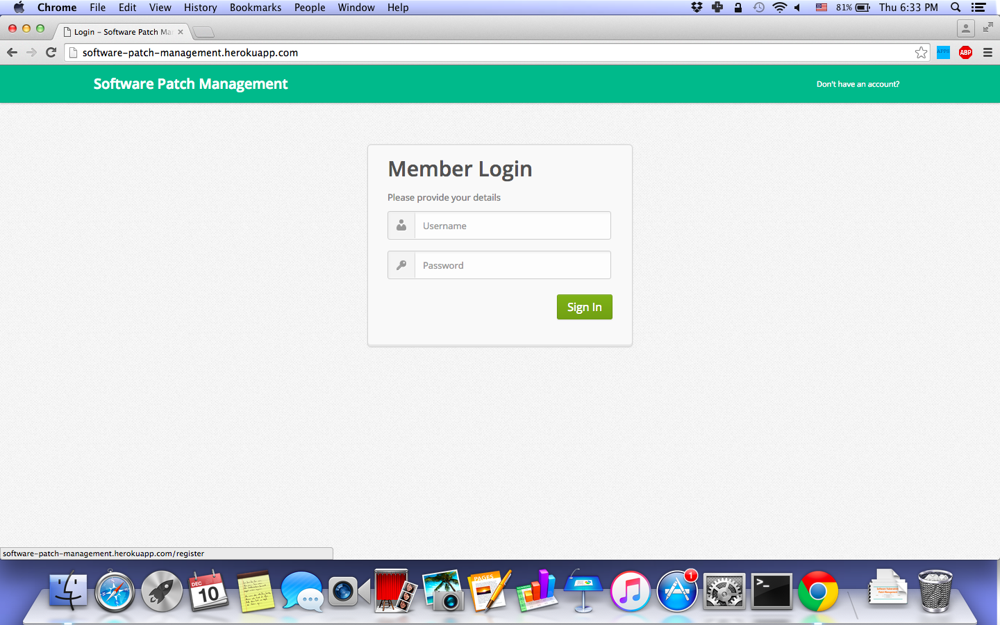 Chrome File Edit View History Bookmarks People Window Help 81% Thu 6:33 PM
Login – Software Patch Ma
software-patch-management.herokuapp.com
APPS
ABP
Software Patch Management
Don't have an account?
Member Login
Please provide your details
Username
Password
Sign In
software-patch-management.herokuapp.com/register
DEC
10
PAGES
1
>_